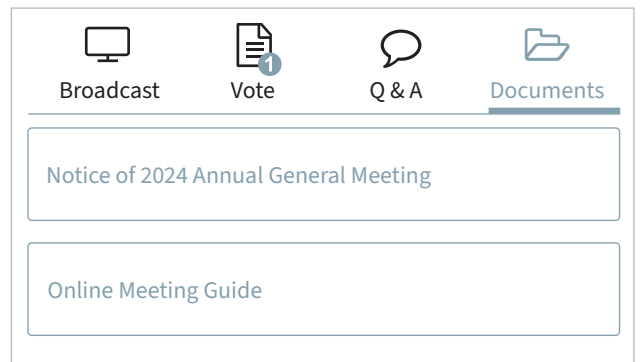 1
Broadcast Vote Q & A Documents
Notice of 2024 Annual General Meeting
Online Meeting Guide